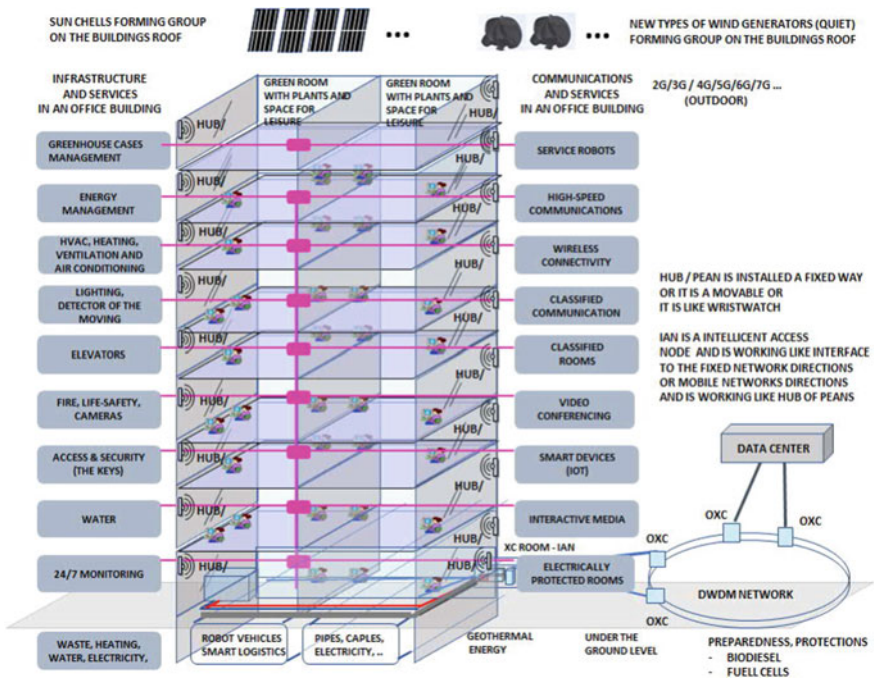 SUN CHELLS FORMING GROUP
ON THE BUILDINGS ROOF
...
...
NEW TYPES OF WIND GENERATORS (QUIET)
FORMING GROUP ON THE BUILDINGS ROOF
INFRASTRUCTURE
AND SERVICES
IN AN OFFICE BUILDING
GREEN ROOM
WITH PLANTS AND
SPACE FOR
LEISURE
GREEN ROOM
WITH PLANTS AND
SPACE FOR
LEISURE
COMMUNICATIONS
AND SERVICES
IN AN OFFICE BUILDING
2G/3G / 4G/5G/6G/7G ...
(OUTDOOR)
HUB/
HUB/
GREENHOUSE CASES
MANAGEMENT
HUB/
SERVICE ROBOTS
ENERGY
MANAGEMENT
HUB/
HUB/
HIGH-SPEED
COMMUNICATIONS
HVAC, HEATING,
VENTILATION AND
AIR CONDITIONING
HUB/
HUB/
WIRELESS
CONNECTIVITY
LIGHTING,
DETECTOR OF THE
MOVING
HUB/
CLASSIFIED
COMMUNICATION
HUB / PEAN IS INSTALLED A FIXED WAY
OR IT IS A MOVABLE OR
IT IS LIKE WRISTWATCH
ELEVATORS
HUB/
HUB/
CLASSIFIED
ROOMS
IAN IS A INTELLICENT ACCESS
NODE AND IS WORKING LIKE INTERFACE
TO THE FIXED NETWORK DIRECTIONS
OR MOBILE NETWORKS DIRECTIONS
AND IS WORKING LIKE HUB OF PEANS
FIRE, LIFE-SAFETY,
CAMERAS
HUB/
HUB/
VIDEO
CONFERENCING
ACCESS & SECURITY
(THE KEYS)
HUB/
HUB/
SMART DEVICES
(IOT)
DATA CENTER
WATER
HUB/
HUB/
INTERACTIVE MEDIA
OXC
OXC
24/7 MONITORING
HUB/
HUB/
XC ROOM - IAN
ELECTRICALLY
PROTECTED ROOMS
OXC
DWDM NETWORK
OXC
WASTE, HEATING,
WATER, ELECTRICITY,
ROBOT VEHICLES
SMART LOGISTICS
PIPES, CAPLES,
ELECTRICITY, ..
GEOTHERMAL
ENERGY
UNDER THE
GROUND LEVEL
PREPAREDNESS, PROTECTIONS
- BIODIESEL
- FUELL CELLS